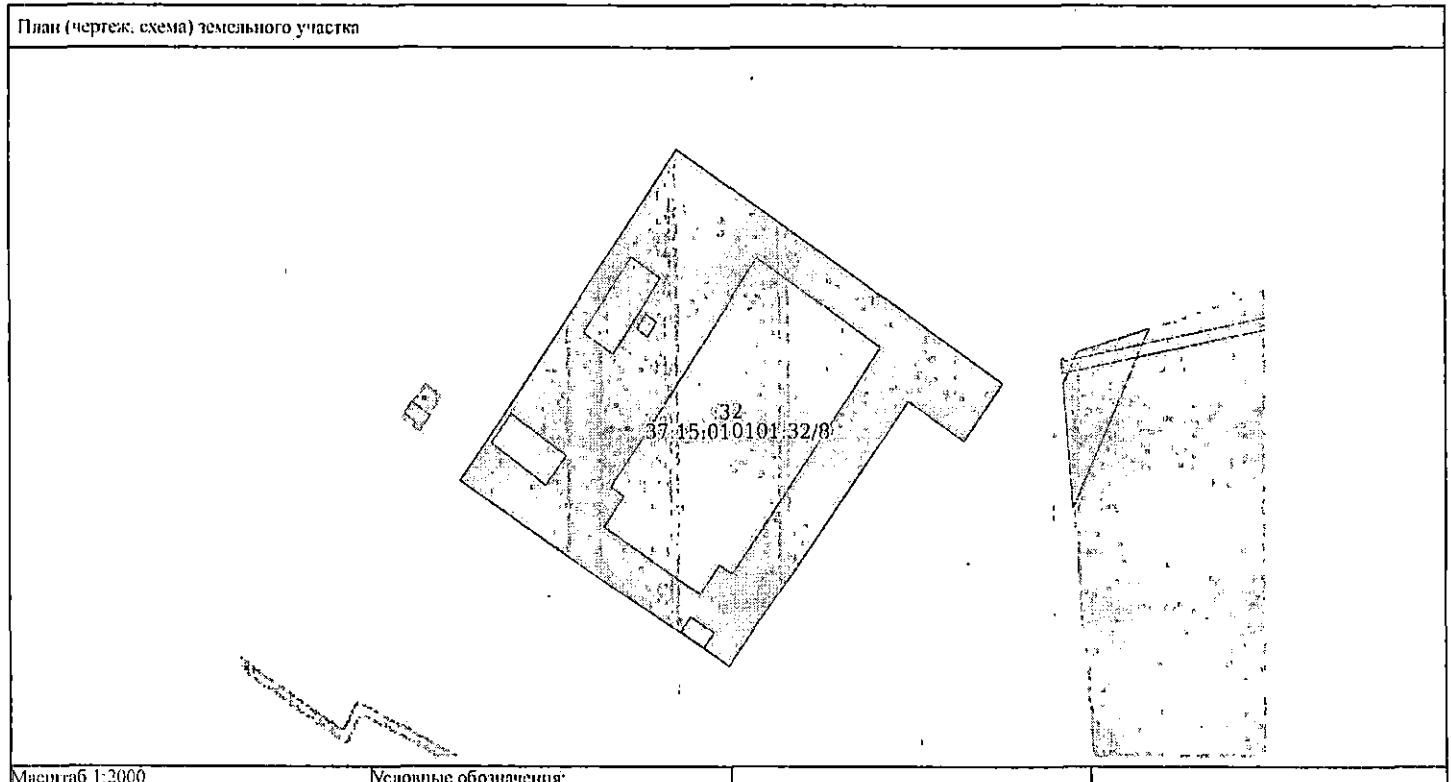 План (чертеж, схема) земельного участка
:32
37:15:010101:32/8
Масштаб 1:2000
Условные обозначения: